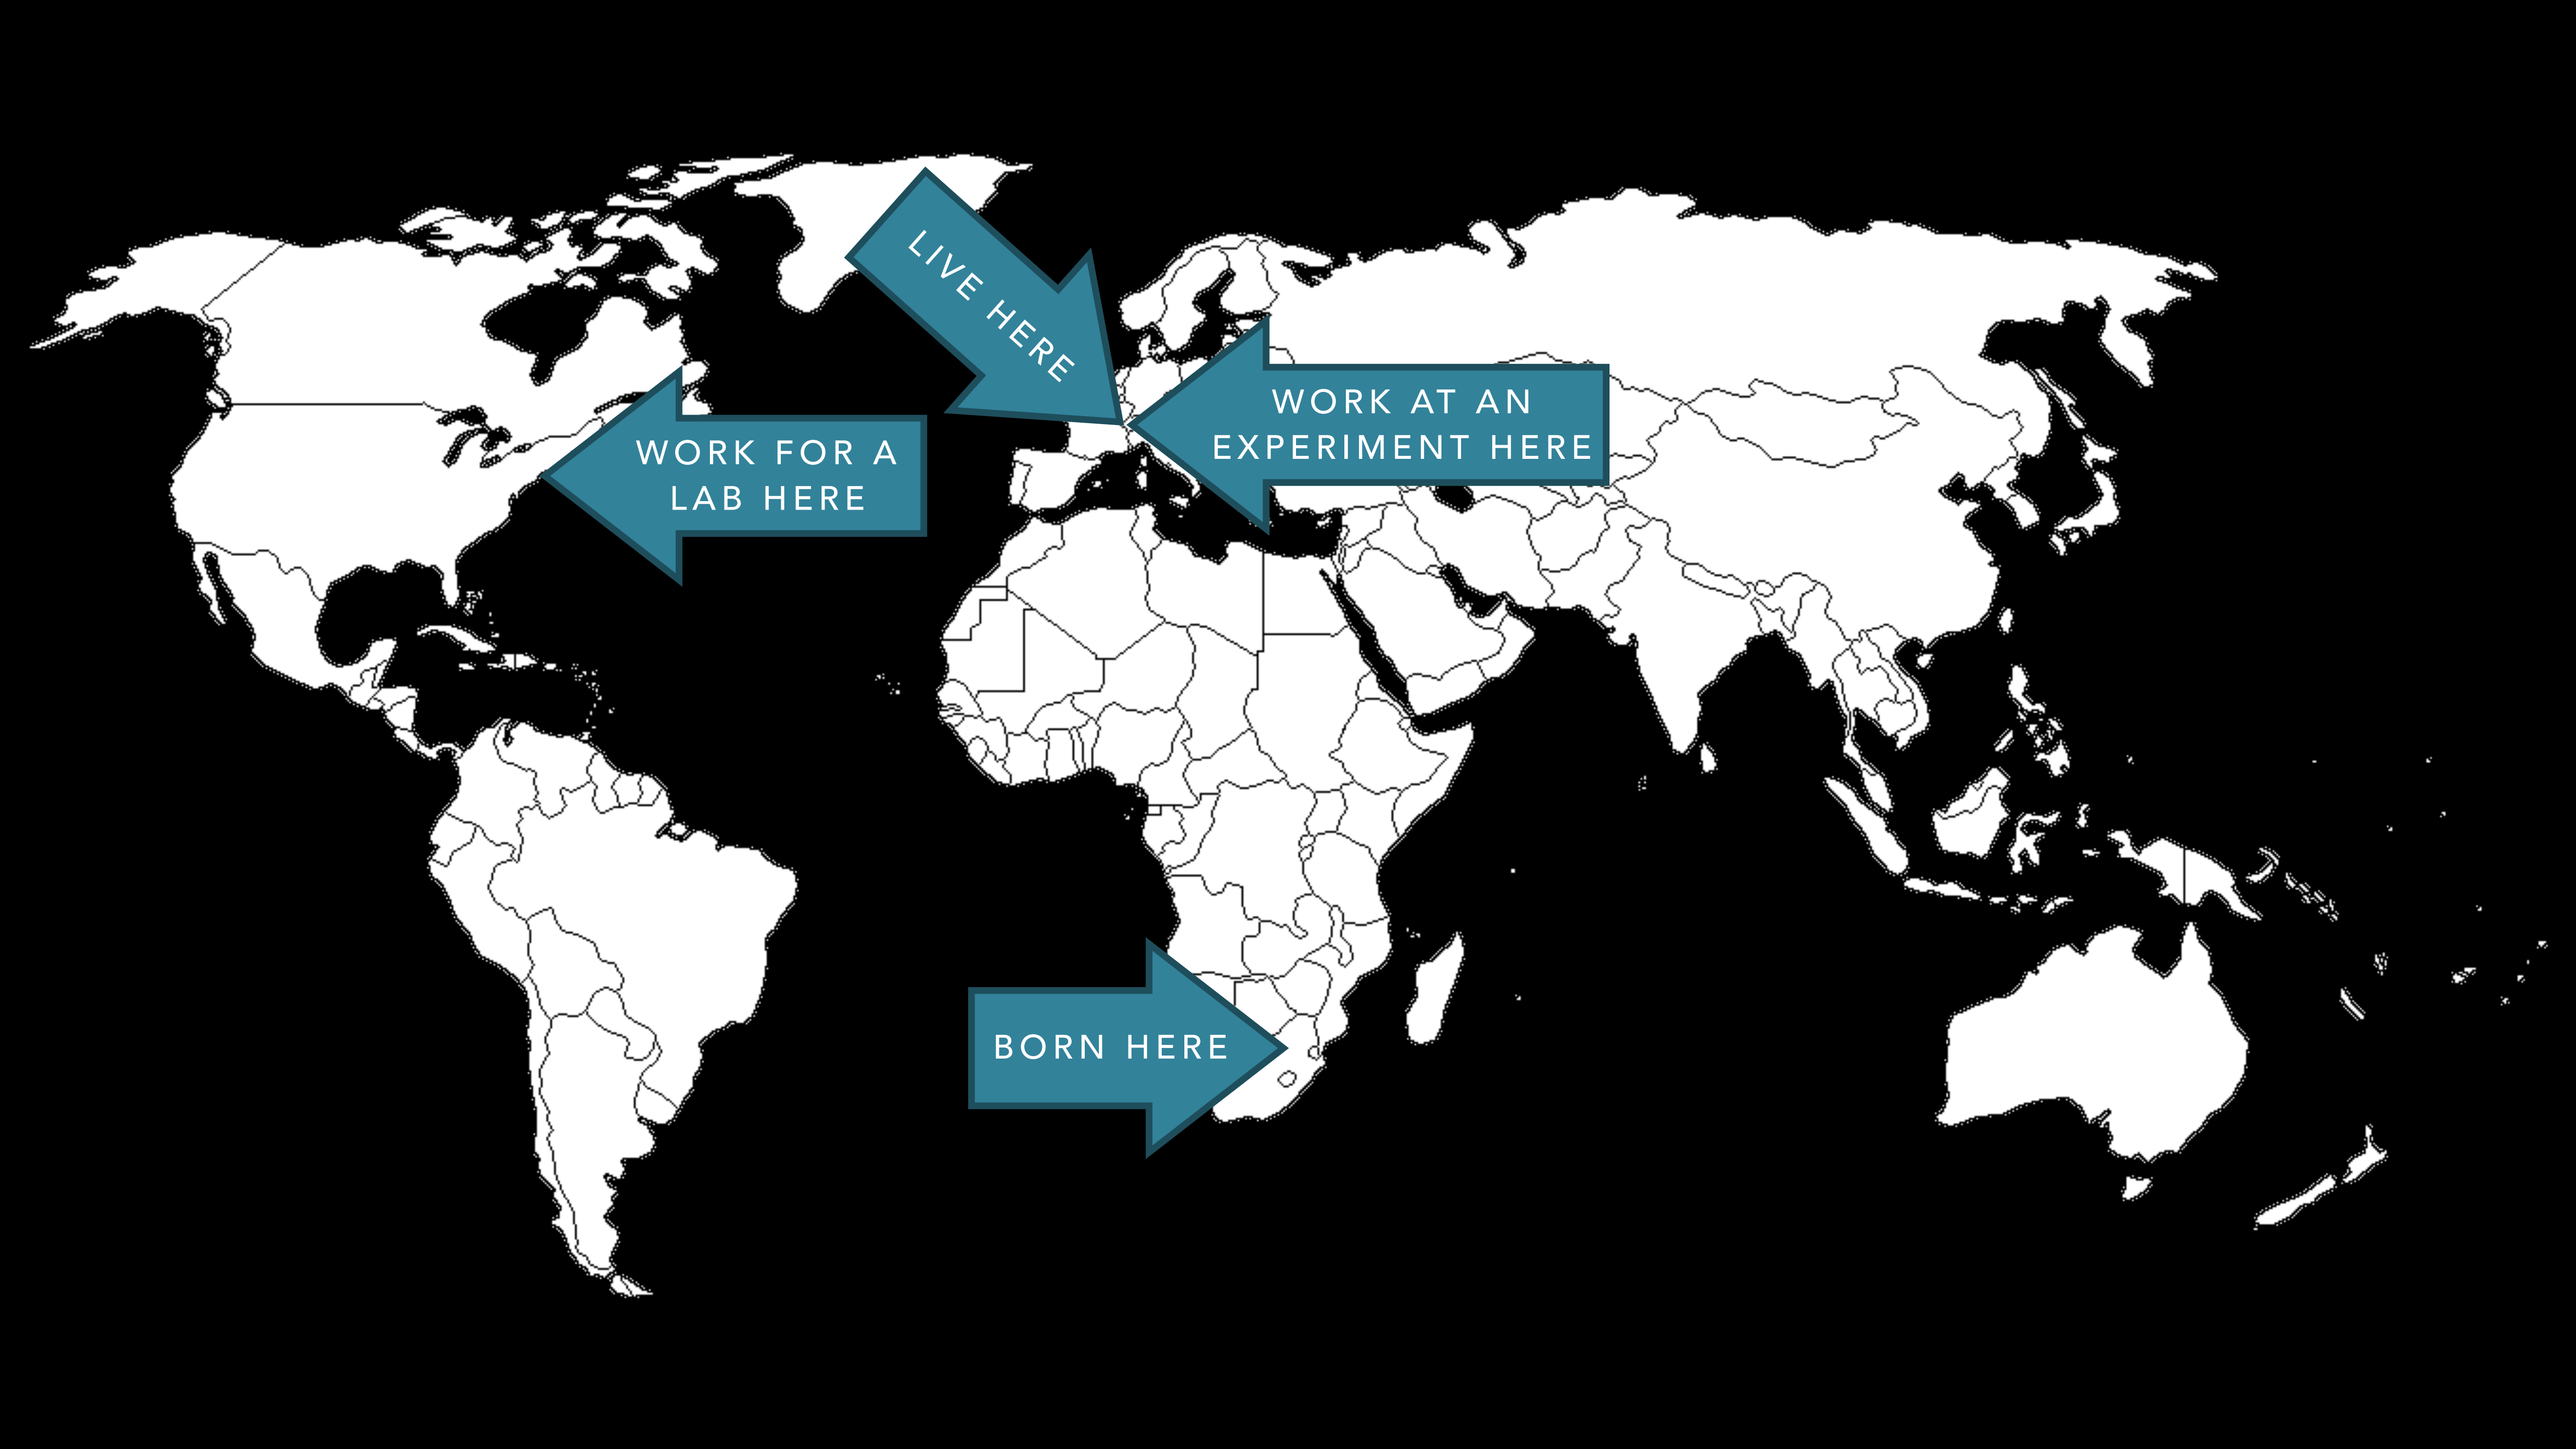 LIVE HERE
WORK AT AN
EXPERIMENT HERE
WORK FOR A
LAB HERE
BORN HERE